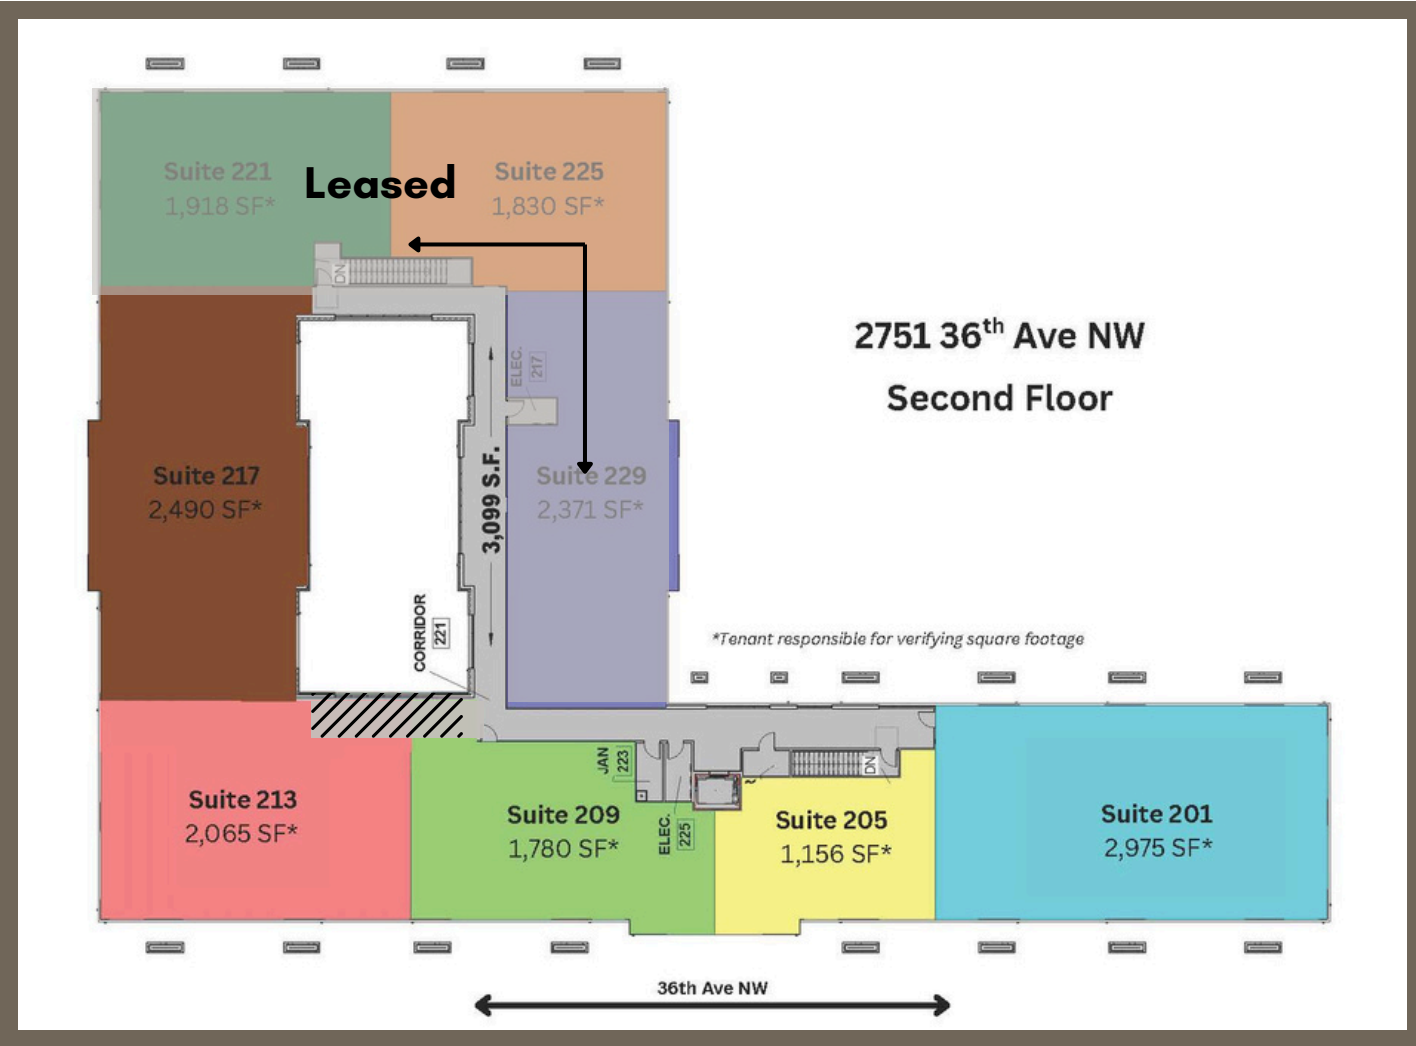 Suite 221
1,918 SF*
Leased
Suite 225
1,830 SF*
DN
ELEC.
217
2751 36th Ave NW
Second Floor
Suite 217
2,490 SF*
3,099 S.F.
Suite 229
2,371 SF*
CORRIDOR
221
*Tenant responsible for verifying square footage
JAN
223
DN
Suite 213
2,065 SF*
Suite 209
1,780 SF*
ELEC.
225
Suite 205
1,156 SF*
Suite 201
2,975 SF*
36th Ave NW